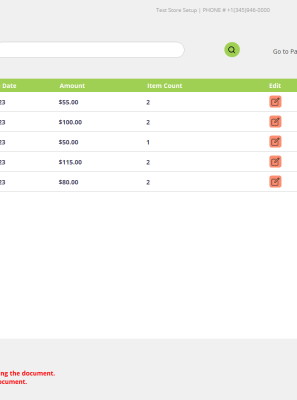 Test Store Setup | PHONE # +1(345)946-0000
Go to Pa
Date Amount Item Count Edit
23 $55.00 2
23 $100.00 2
23 $50.00 1
23 $115.00 2
23 $80.00 2
ng the document.
ocument.